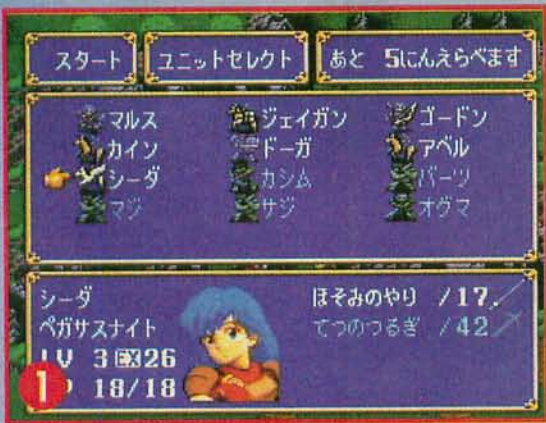 スタート ユニットセレクト あと 5にんえらべます
マルス ジェイガン ゴードン
カイン ドーガ アベル
シーダ カシム バーツ
マジ サジ オグマ
シーダ ほそみのやり /17
ペガサスナイト てつのつるぎ /42
LV 3 EX26
18/18
1